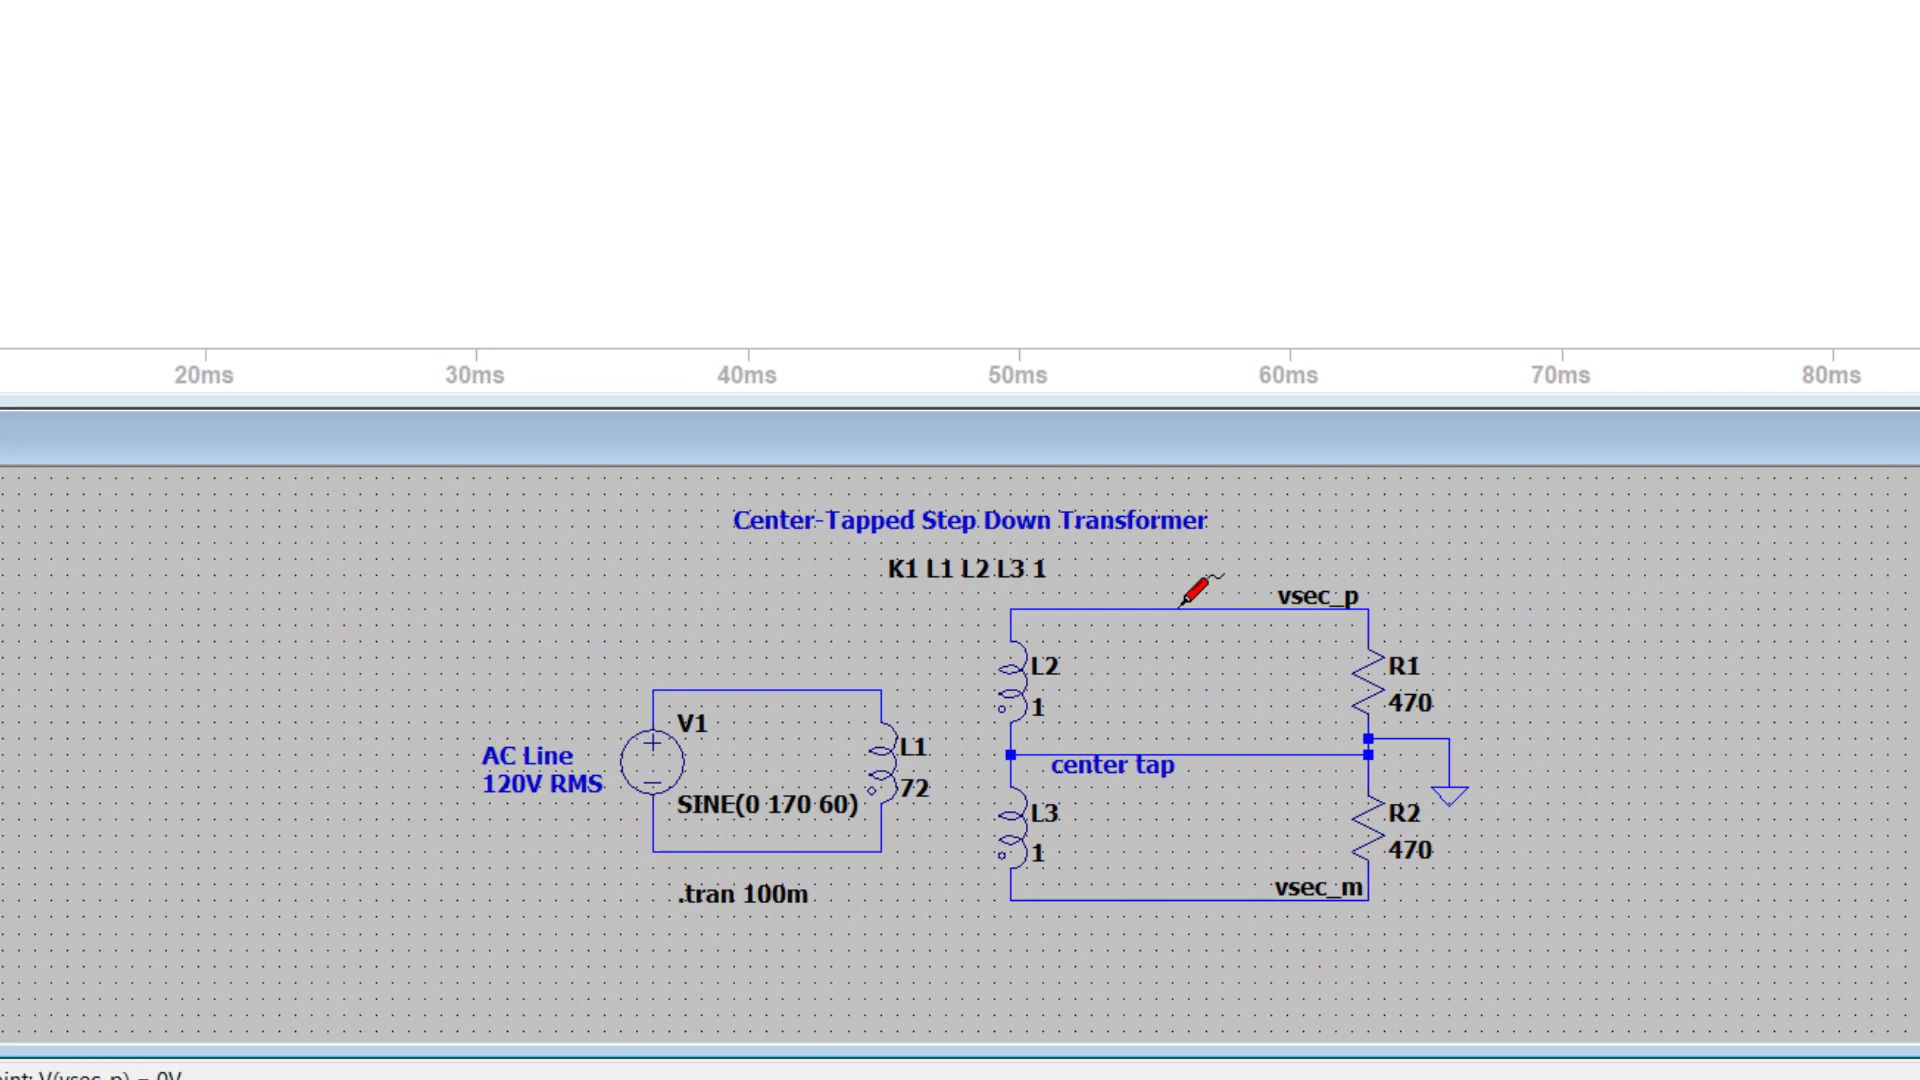 20ms 30ms 40ms 50ms 60ms 70ms 80ms
Center-Tapped Step Down Transformer
K1 L1 L2 L3 1
vsec_p
L2
1
R1
470
V1
AC Line
120V RMS
SINE(0 170 60)
L1
72
center tap
L3
1
R2
470
vsec_m
.tran 100m
V(vsec_p) = 0V